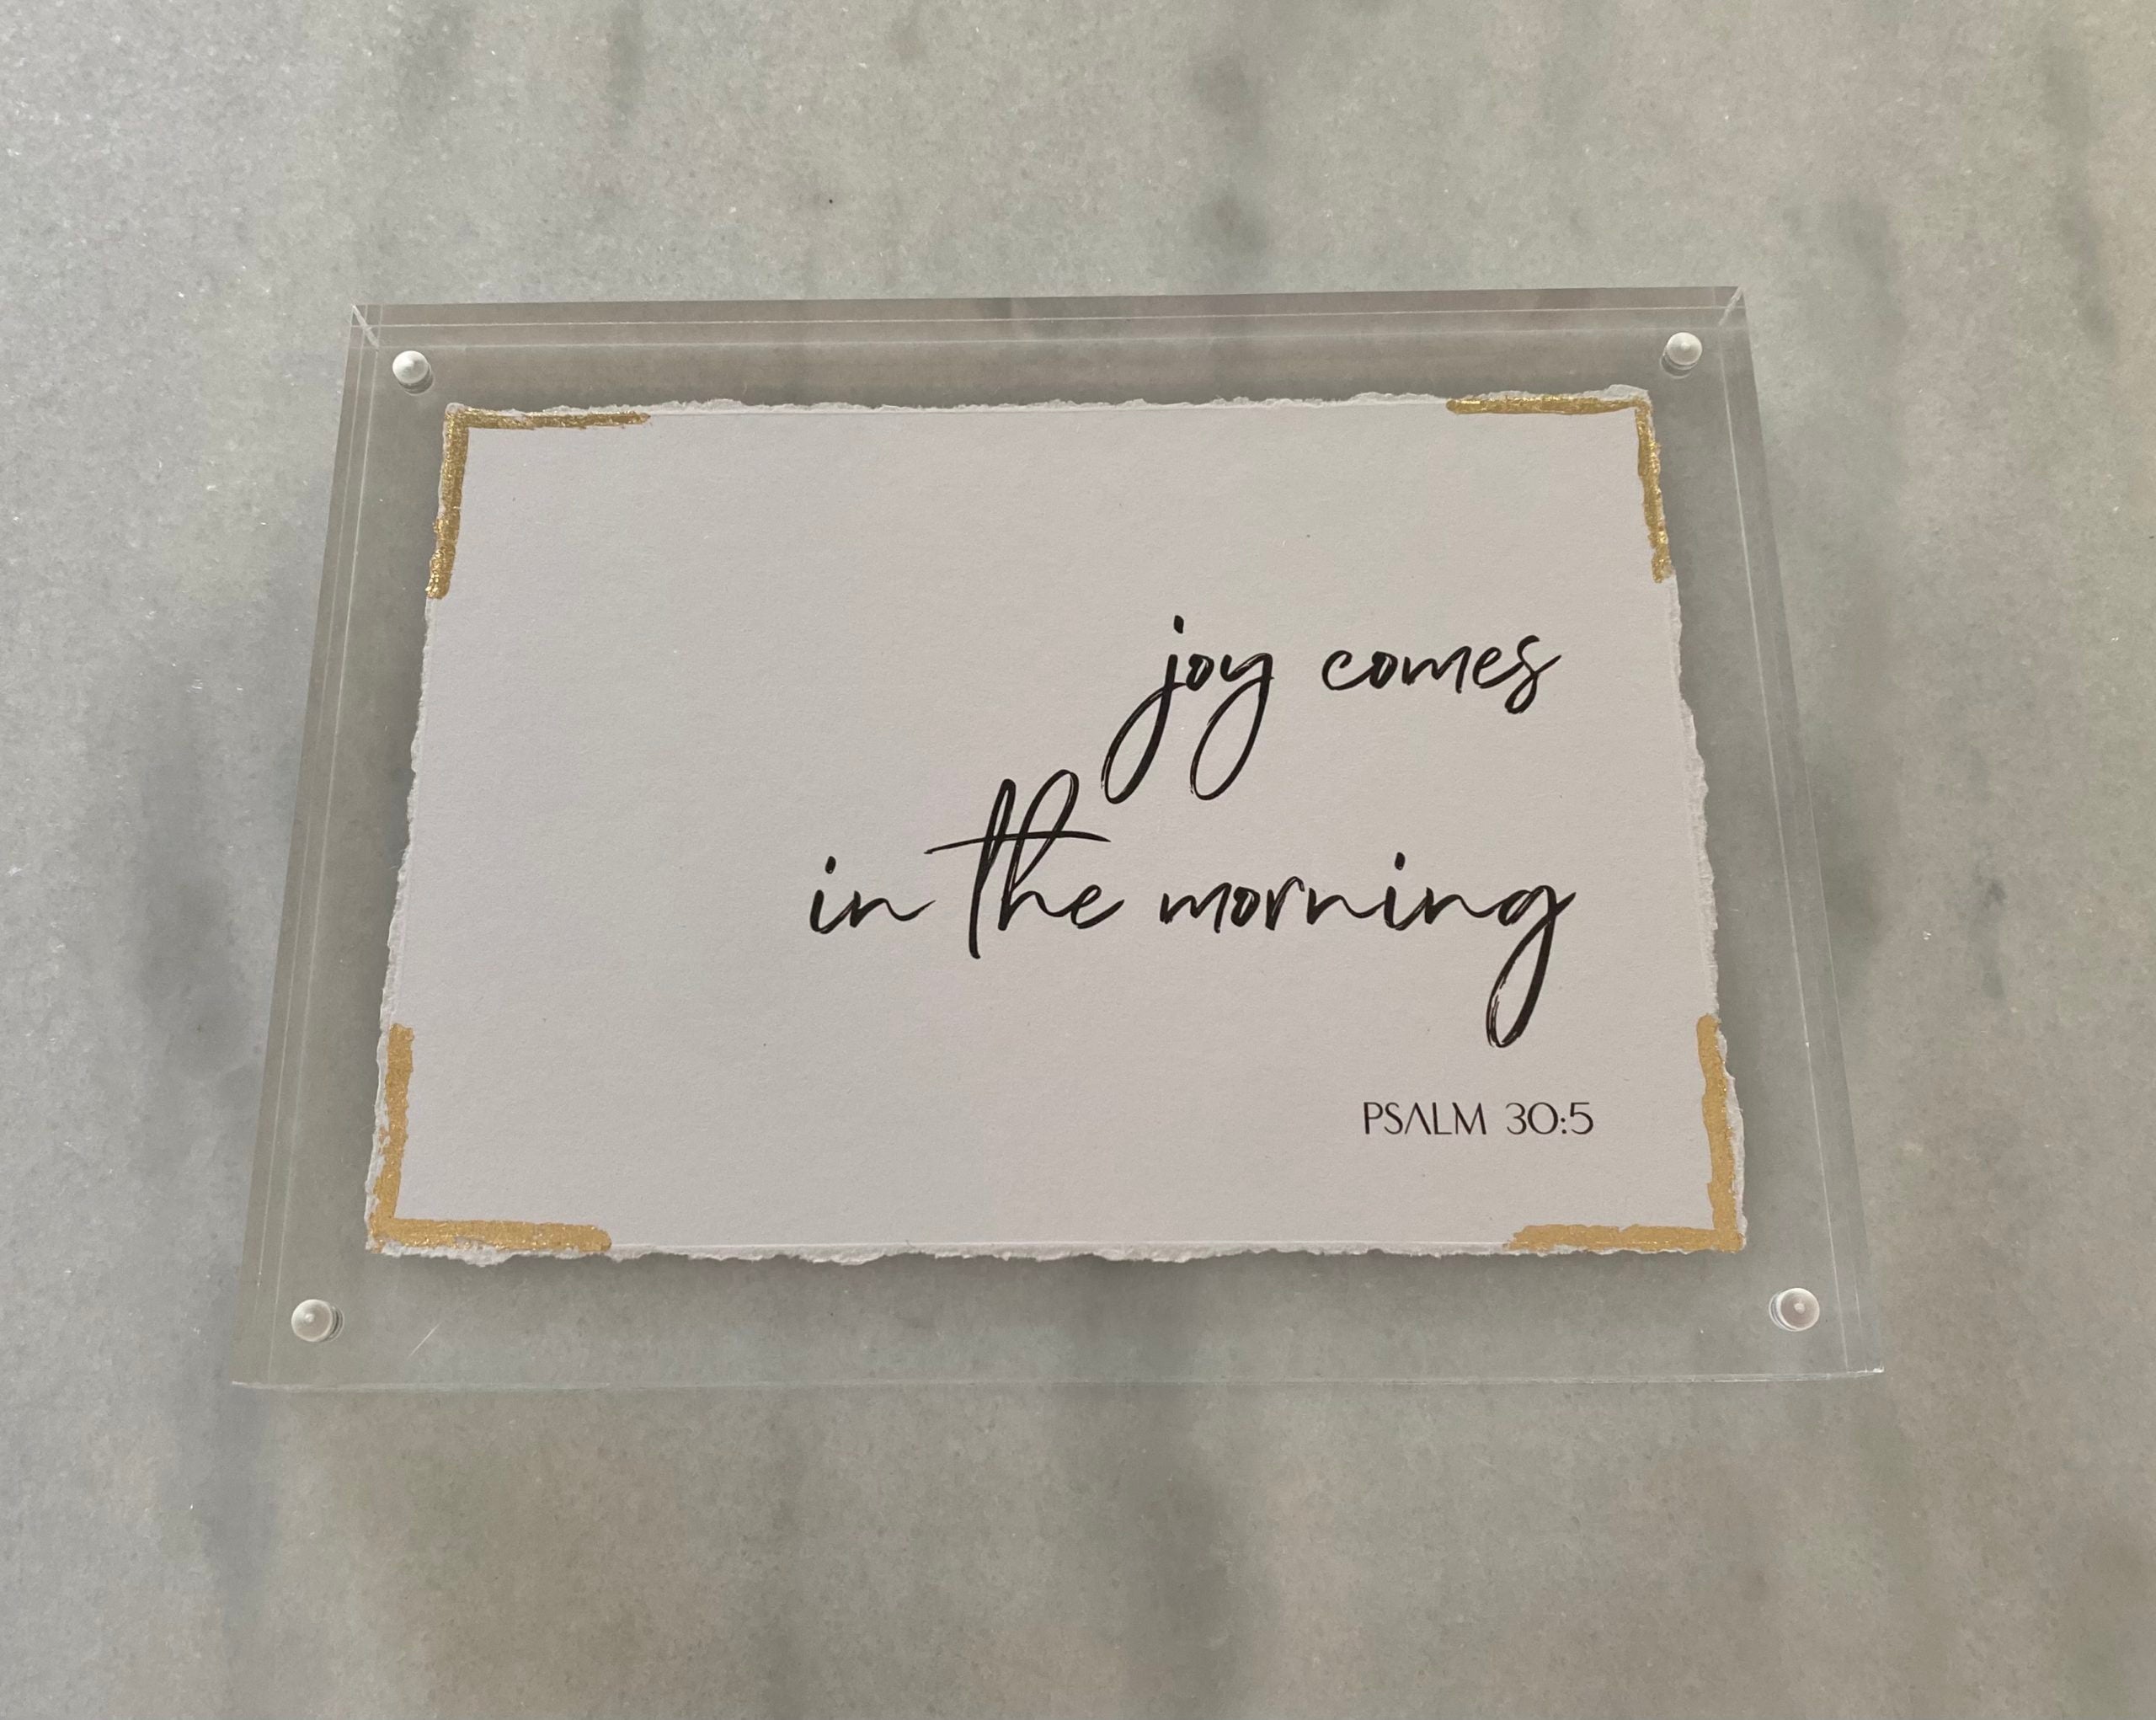 joy comes
in the morning
PSALM 30:5